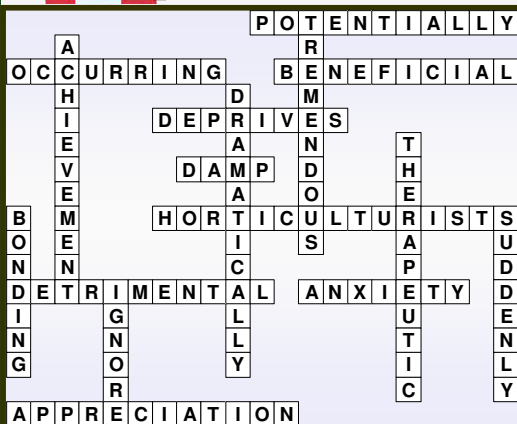 POTENTIALLY
ACHIEVEMENT
TREMENDOUS
OCCURRING
BENEFICIAL
DRAMATICALLY
DEPRIVES
THERAPEUTIC
DAMP
BONDING
HORTICULTURISTS
SUDDENLY
DETRIMENTAL
ANXIETY
IGNORE
APPRECIATION